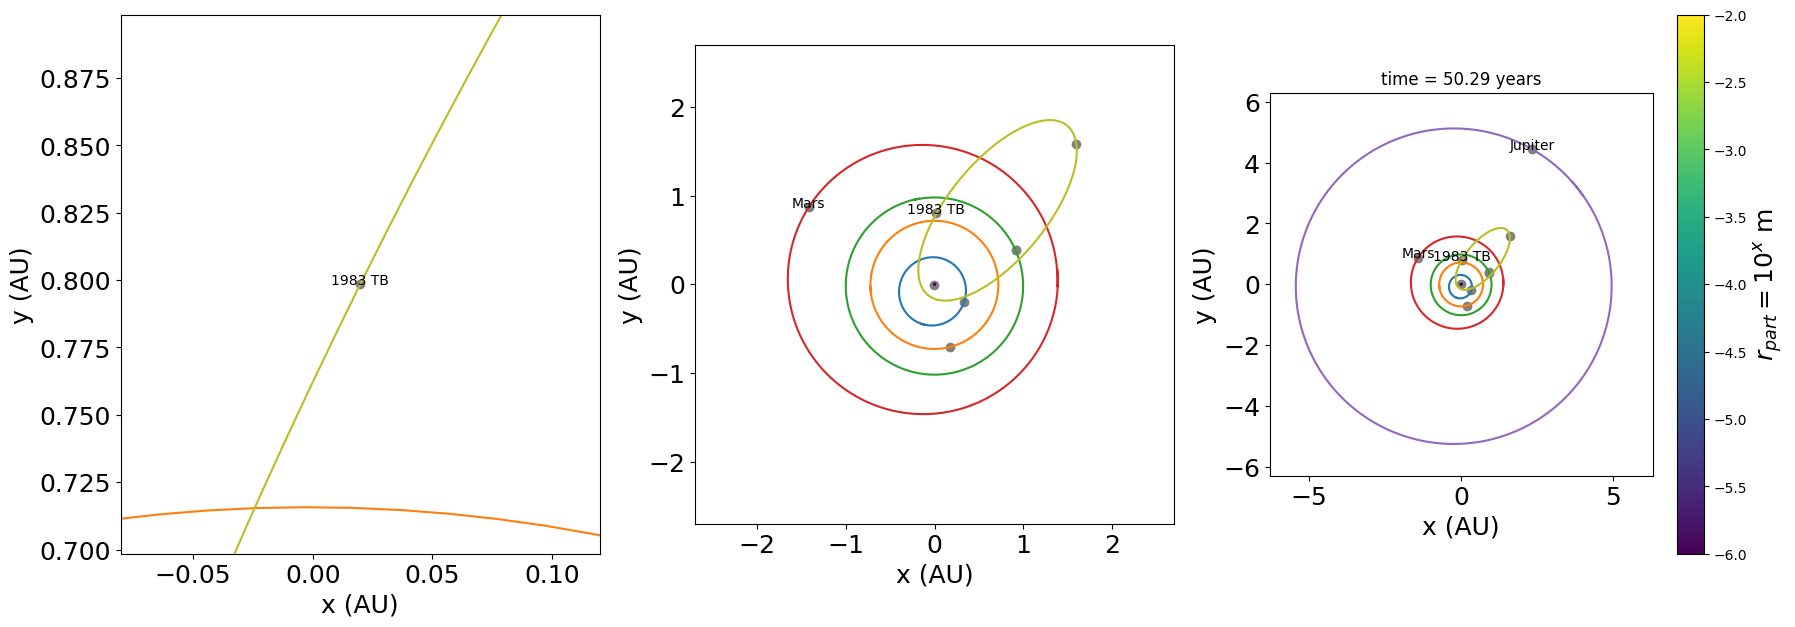 0.875
0.850
0.825
0.800
0.775
0.750
0.725
0.700
y (AU)
1983 TB
−0.05 0.00 0.05 0.10
x (AU)
2
1
0
−1
−2
y (AU)
Mars
1983 TB
−2 −1 0 1 2
x (AU)
time = 50.29 years
6
4
2
0
−2
−4
−6
y (AU)
Jupiter
Mars
1983 TB
−5 0 5
x (AU)
−2.0
−2.5
−3.0
−3.5
−4.0
−4.5
−5.0
−5.5
−6.0
r_part = 10^x m